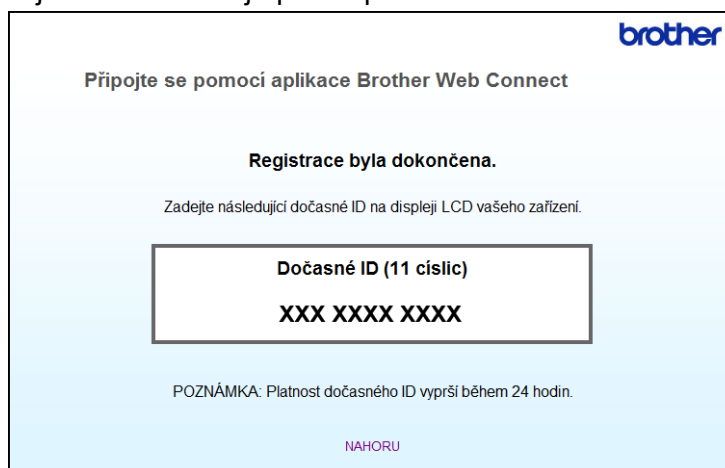 brother
Připojte se pomocí aplikace Brother Web Connect
Registrace byla dokončena.
Zadejte následující dočasné ID na displeji LCD vašeho zařízení.
Dočasné ID (11 císlic)
XXX XXXX XXXX
POZNÁMKA: Platnost dočasného ID vyprší během 24 hodin.
NAHORU